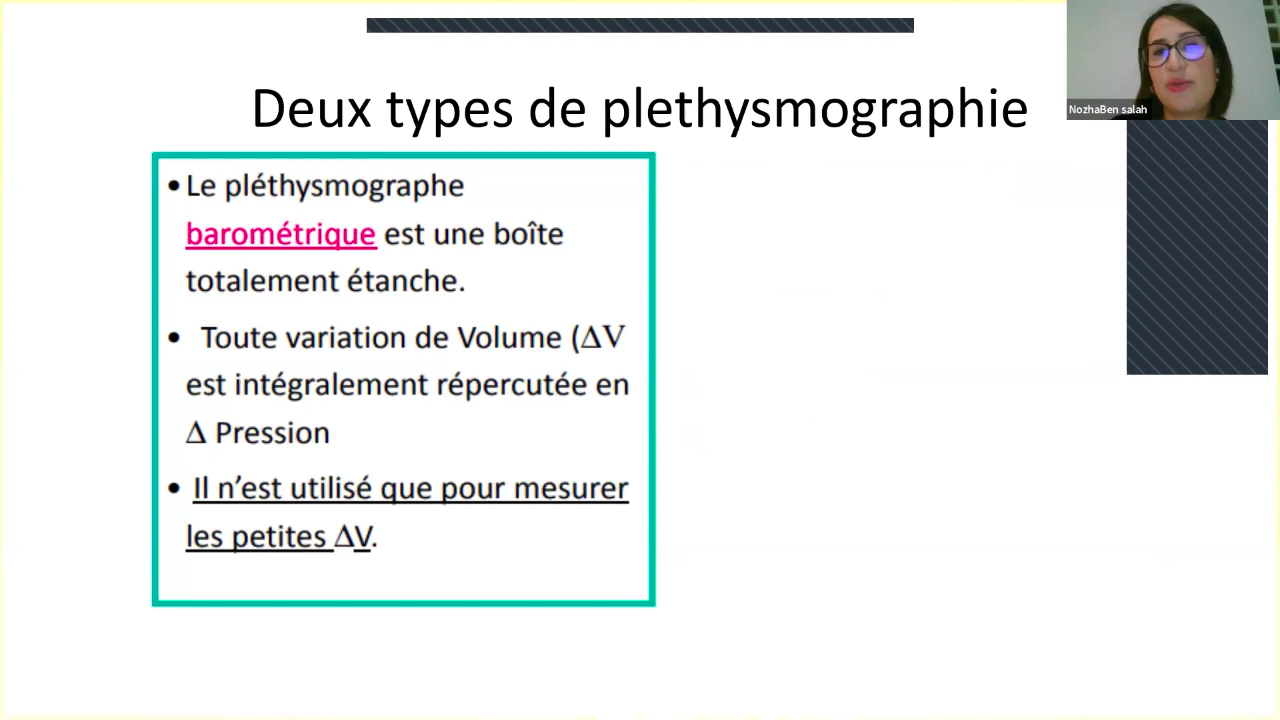 Deux types de plethysmographie
NozhaBen salah
• Le pléthysmographe
barométrique est une boîte
totalement étanche.
• Toute variation de Volume (ΔV
est intégralement répercutée en
Δ Pression
• Il n’est utilisé que pour mesurer
les petites ΔV.